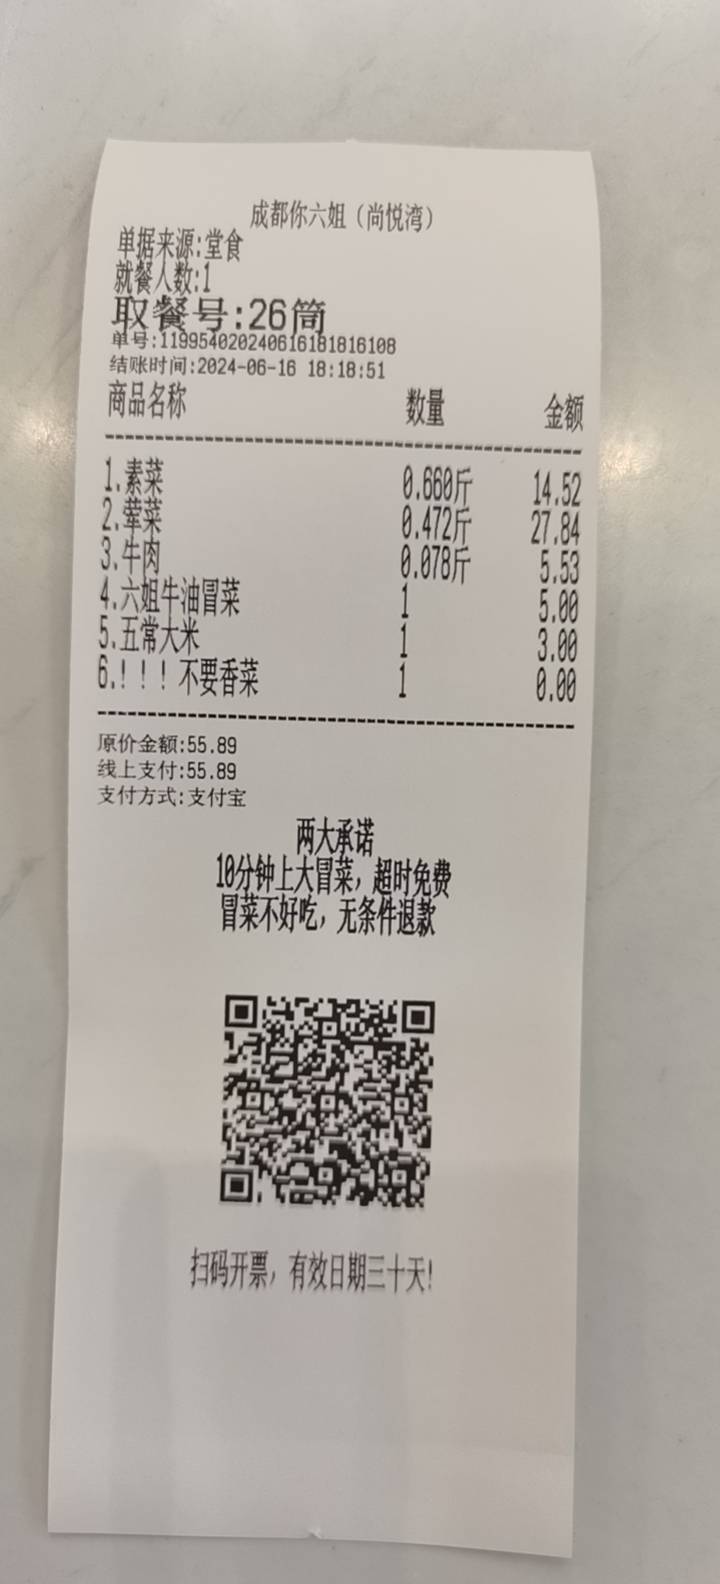 成都你六姐（尚悦湾）
单据来源:堂食
就餐人数:1
取餐号:26筒
单号:119954020240616181816108
结账时间:2024-06-16 18:18:51
商品名称 数量 金额
1.素菜 0.660斤 14.52
2.荤菜 0.472斤 27.84
3.牛肉 0.078斤 5.53
4.六姐牛油冒菜 1 5.00
5.五常大米 1 3.00
6.！！！不要香菜 1 0.00
原价金额:55.89
线上支付:55.89
支付方式:支付宝
两大承诺
10分钟上大冒菜，超时免费
冒菜不好吃，无条件退款
扫码开票，有效日期三十天!